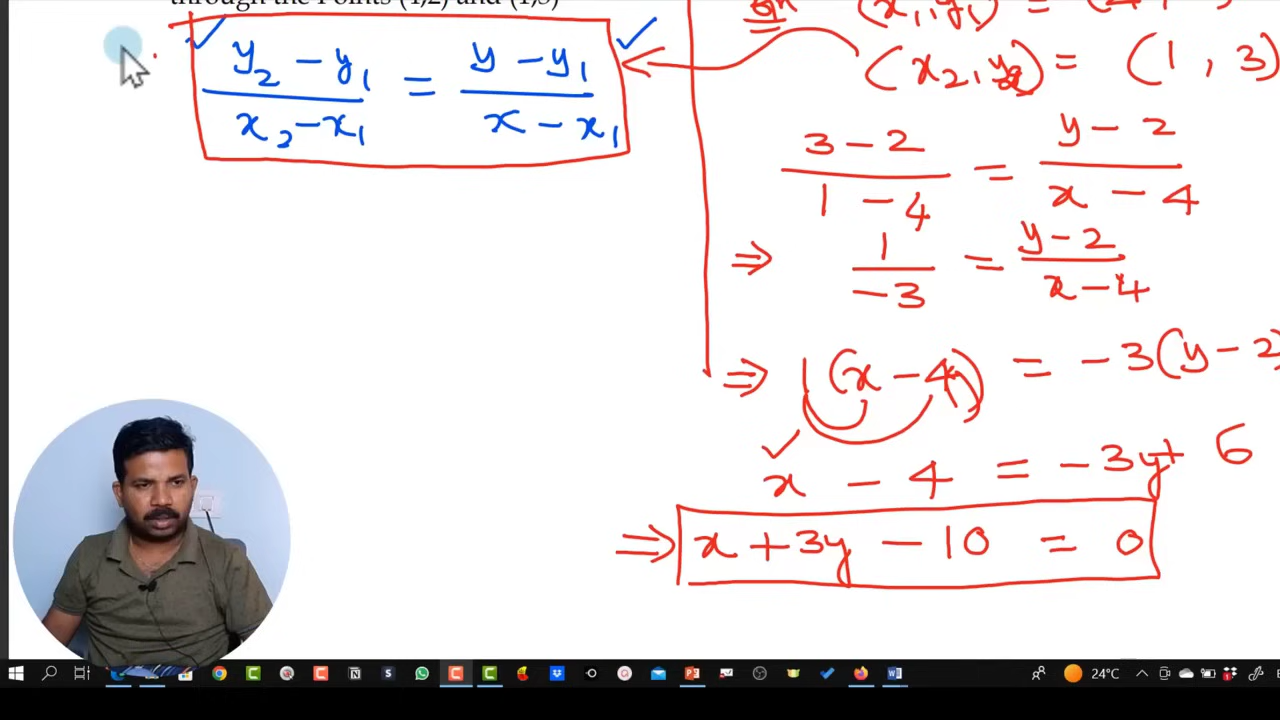 through the Points (4,2) and (1,3)
y₂ - y₁ / x₂ - x₁ = y - y₁ / x - x₁
(x₁, y₁) =
(x₂, y₂) = (1, 3)
3 - 2 / 1 - 4 = y - 2 / x - 4
⇒ 1 / -3 = y - 2 / x - 4
⇒ 1(x - 4) = -3(y - 2
x - 4 = -3y + 6
⇒ x + 3y - 10 = 0
24°C